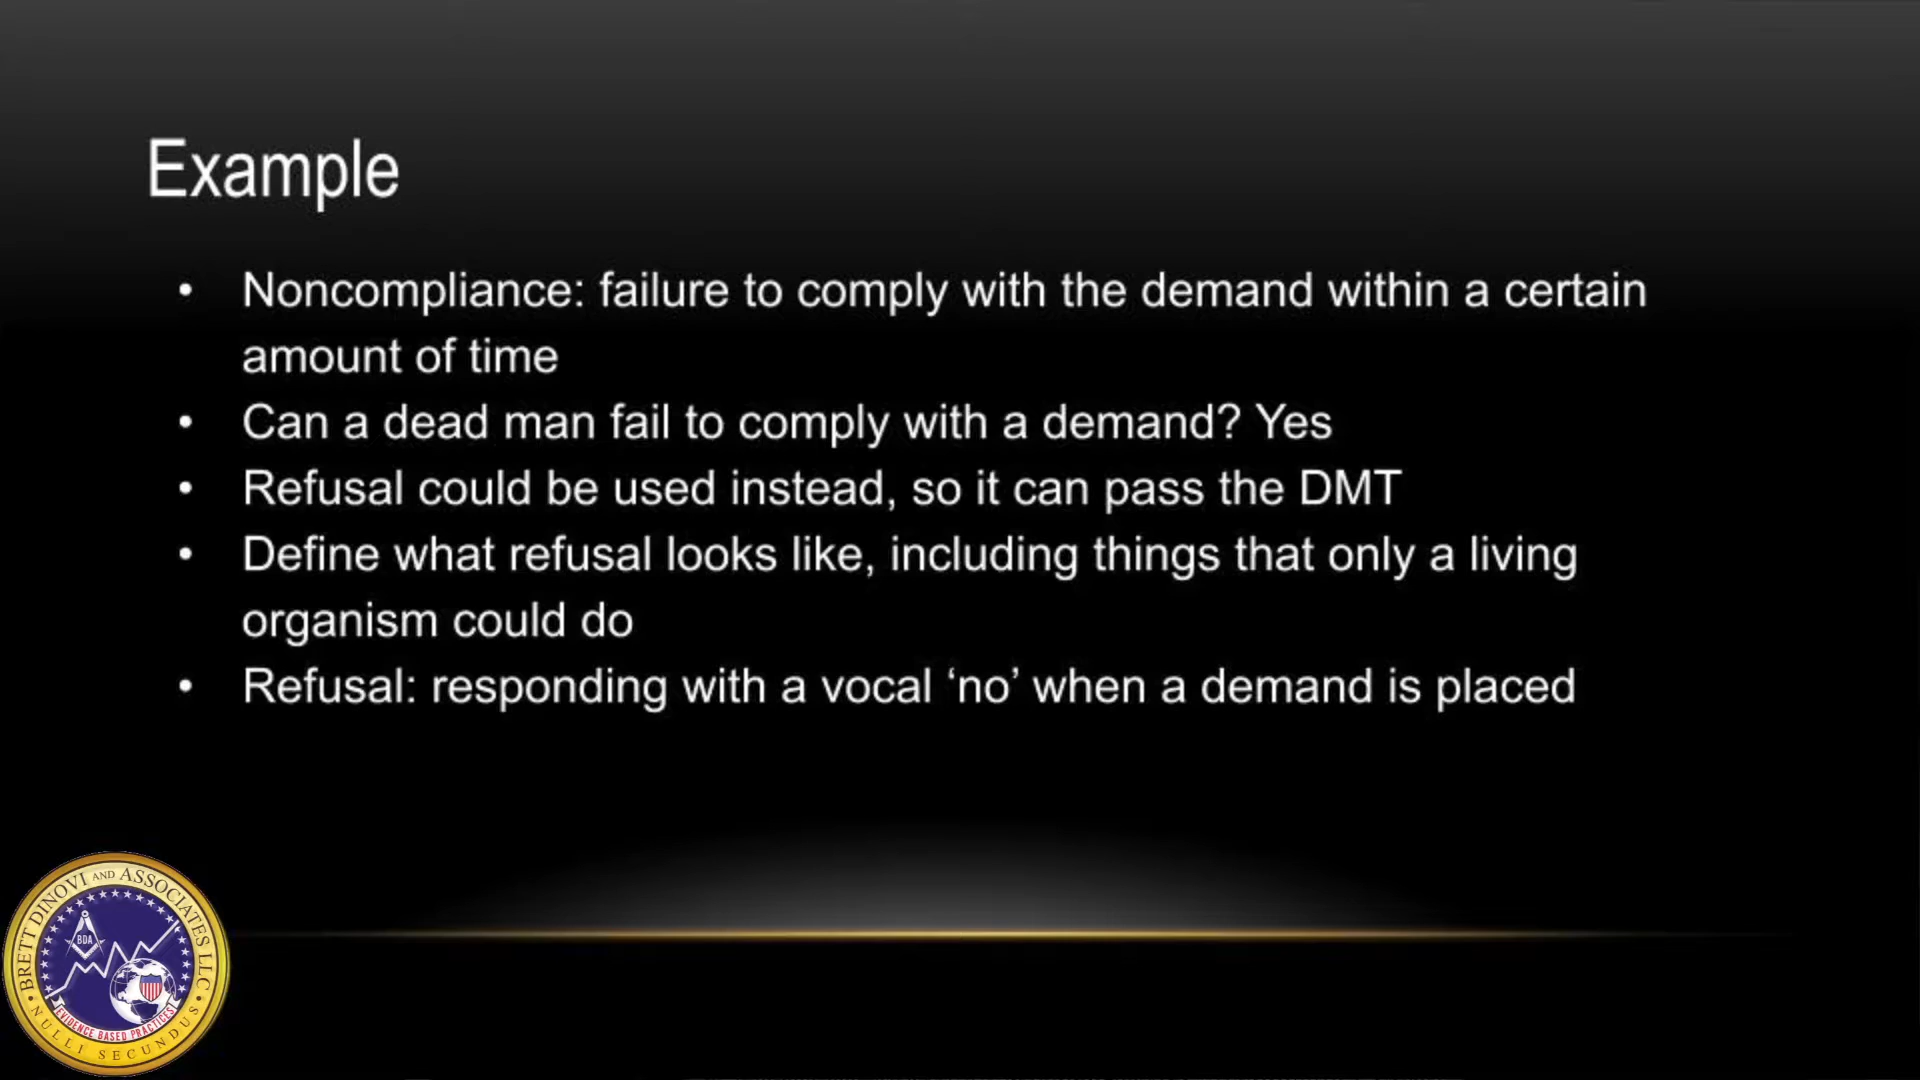 Example
• Noncompliance: failure to comply with the demand within a certain
amount of time
• Can a dead man fail to comply with a demand? Yes
• Refusal could be used instead, so it can pass the DMT
• Define what refusal looks like, including things that only a living
organism could do
• Refusal: responding with a vocal ‘no’ when a demand is placed
BRETT DINOVI AND ASSOCIATES LLC
BDA
EVIDENCE BASED PRACTICES
NULLI SECUNDUS